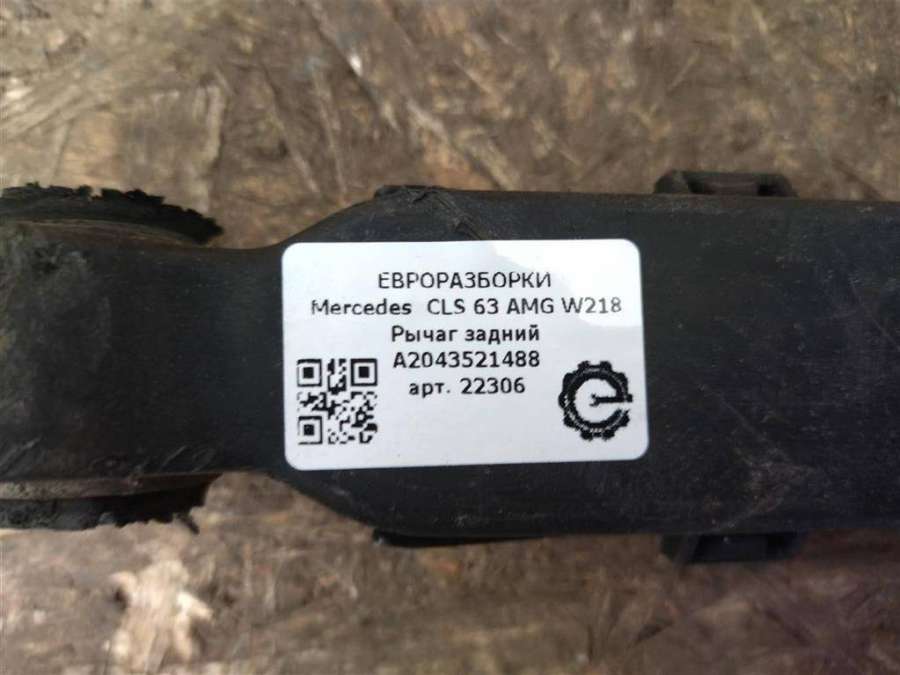 ЕВРОРАЗБОРКИ
Mercedes CLS 63 AMG W218
Рычаг задний
A2043521488
арт. 22306